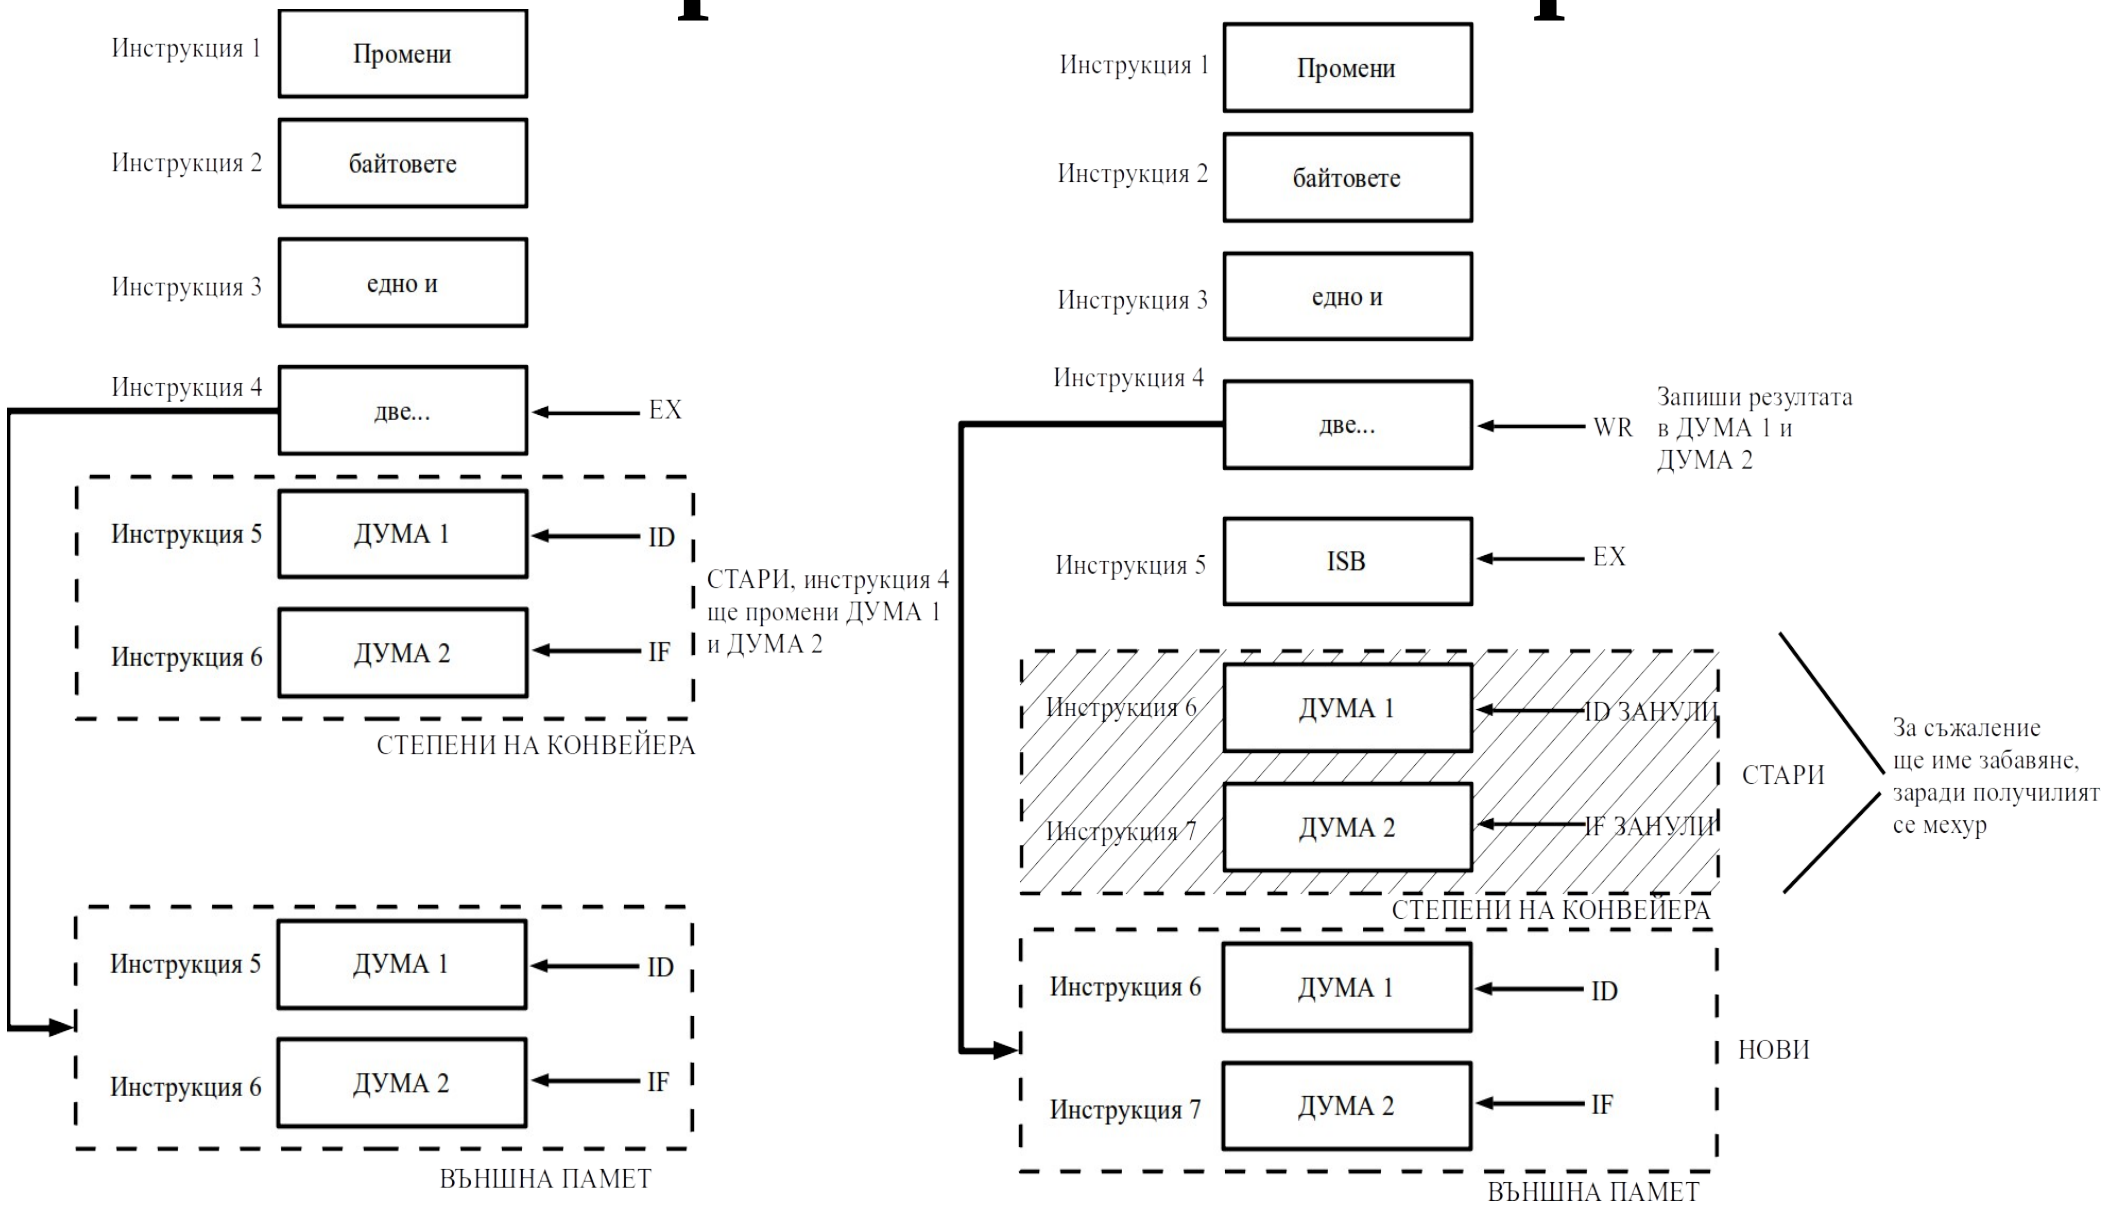 Инструкция 1
Промени
Инструкция 2
байтовете
Инструкция 3
едно и
Инструкция 4
две...
EX
Инструкция 5
ДУМА 1
ID
Инструкция 6
ДУМА 2
IF
СТАРИ, инструкция 4
ще промени ДУМА 1
и ДУМА 2
СТЕПЕНИ НА КОНВЕЙЕРА
Инструкция 5
ДУМА 1
ID
Инструкция 6
ДУМА 2
IF
ВЪНШНА ПАМЕТ
Инструкция 1
Промени
Инструкция 2
байтовете
Инструкция 3
едно и
Инструкция 4
две...
WR
Запиши резултата
в ДУМА 1 и
ДУМА 2
Инструкция 5
ISB
EX
Инструкция 6
ДУМА 1
ID ЗАНУЛИ
Инструкция 7
ДУМА 2
IF ЗАНУЛИ
СТАРИ
За съжаление
ще име забавяне,
заради получилият
се мехур
СТЕПЕНИ НА КОНВЕЙЕРА
Инструкция 6
ДУМА 1
ID
Инструкция 7
ДУМА 2
IF
НОВИ
ВЪНШНА ПАМЕТ